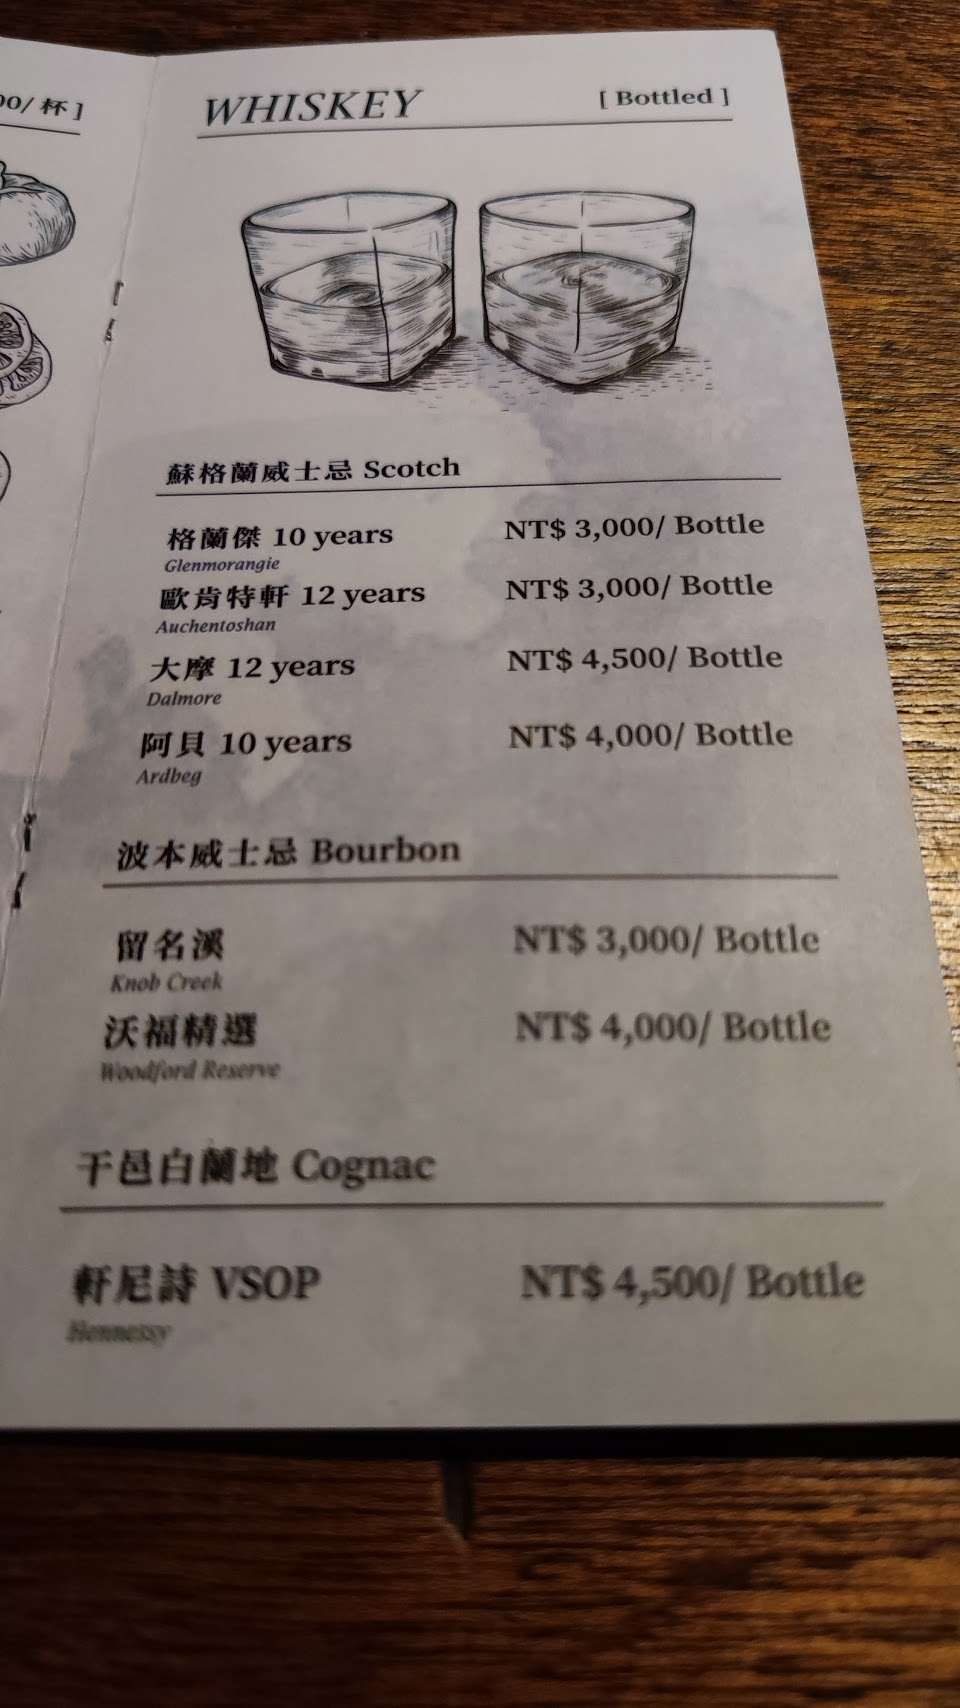 00/ 杯 ]
WHISKEY [ Bottled ]
蘇格蘭威士忌 Scotch
格蘭傑 10 years NT$ 3,000/ Bottle
Glenmorangie
歐肯特軒 12 years NT$ 3,000/ Bottle
Auchentoshan
大摩 12 years NT$ 4,500/ Bottle
Dalmore
阿貝 10 years NT$ 4,000/ Bottle
Ardbeg
波本威士忌 Bourbon
留名溪 NT$ 3,000/ Bottle
Knob Creek
沃福精選 NT$ 4,000/ Bottle
Woodford Reserve
干邑白蘭地 Cognac
軒尼詩 VSOP NT$ 4,500/ Bottle
Hennessy